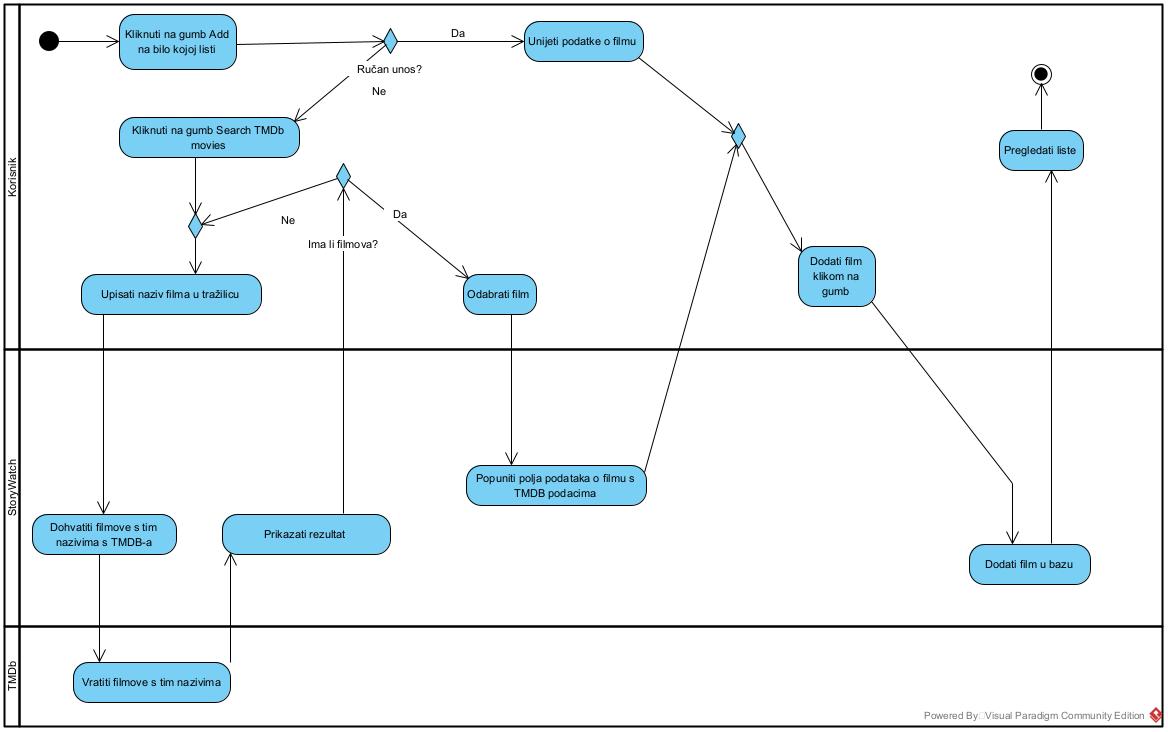 Korisnik
Kliknuti na gumb Add
na bilo kojoj listi
Da
Unijeti podatke o filmu
Ručan unos?
Ne
Kliknuti na gumb Search TMDb
movies
Pregledati liste
Ne
Da
Ima li filmova?
Upisati naziv filma u tražilicu
Odabrati film
Dodati film
klikom na
gumb
StoryWatch
Popuniti polja podataka o filmu s
TMDB podacima
Dohvatiti filmove s tim
nazivima s TMDB-a
Prikazati rezultat
Dodati film u bazu
TMDb
Vratiti filmove s tim nazivima
Powered By Visual Paradigm Community Edition